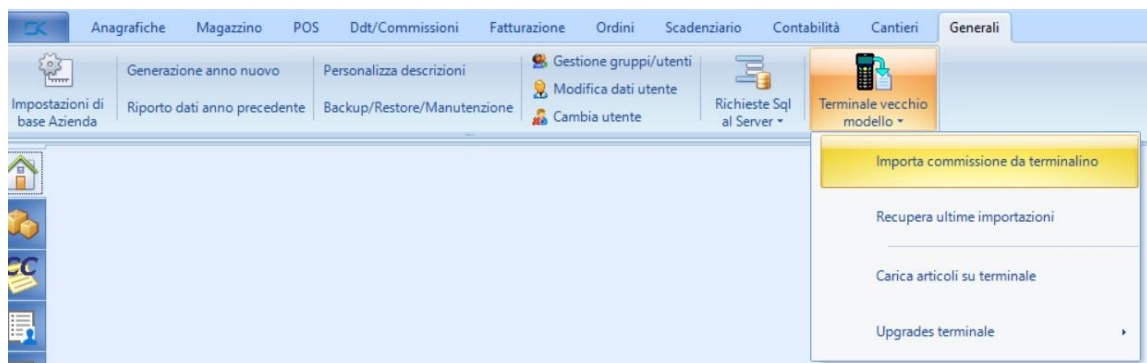 SK
Anagrafiche Magazzino POS Ddt/Commissioni Fatturazione Ordini Scadenziario Contabilità Cantieri Generali
Impostazioni di
base Azienda
Generazione anno nuovo
Riporto dati anno precedente
Personalizza descrizioni
Backup/Restore/Manutenzione
Gestione gruppi/utenti
Modifica dati utente
Cambia utente
Richieste Sql
al Server
Terminale vecchio
modello
Importa commissione da terminalino
Recupera ultime importazioni
Carica articoli su terminale
Upgrades terminale
CC